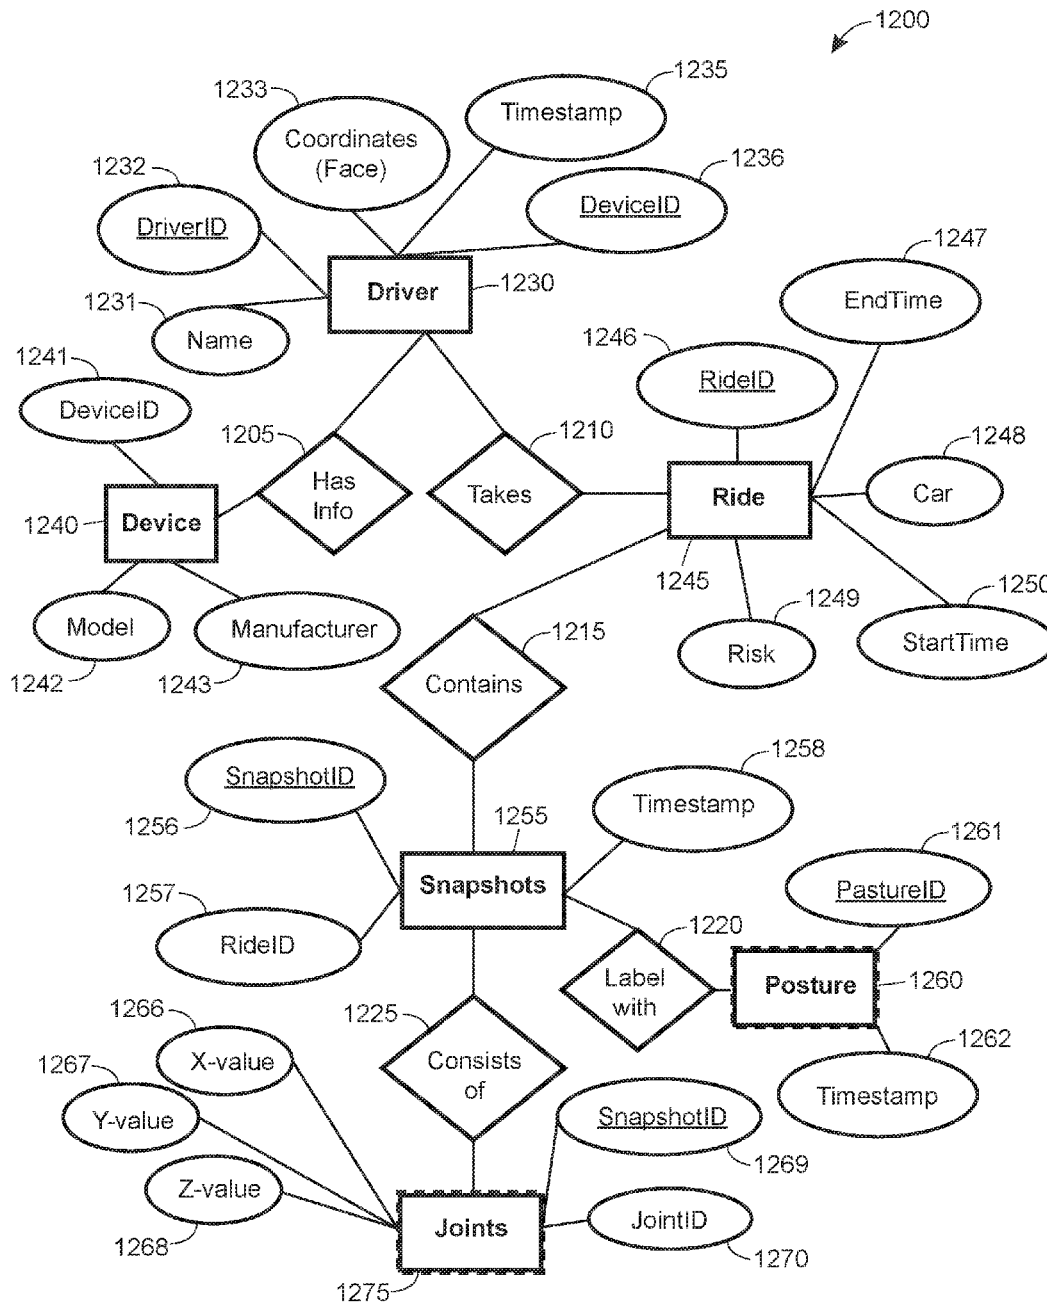 1200
1233
1235
Coordinates
(Face)
Timestamp
1232
1236
DriverID
DeviceID
1247
Driver
1230
EndTime
1231
Name
1246
1241
RideID
DeviceID
1205
1210
1248
Has
Info
Takes
Ride
Car
1240
Device
1245
1250
1249
Model
Manufacturer
1215
Risk
StartTime
1242
1243
Contains
1258
SnapshotID
Timestamp
1256
1255
1261
Snapshots
PastureID
1257
1220
RideID
Label
with
Posture
1260
1266
1225
1262
X-value
Consists
of
1267
Timestamp
Y-value
SnapshotID
1269
Z-value
Joints
JointID
1268
1270
1275